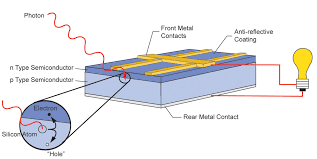 Photon
Front Metal
Contacts
Anti-reflective
Coating
n Type Semiconductor
p Type Semiconductor
Electron
Silicon Atom
"Hole"
Rear Metal Contact